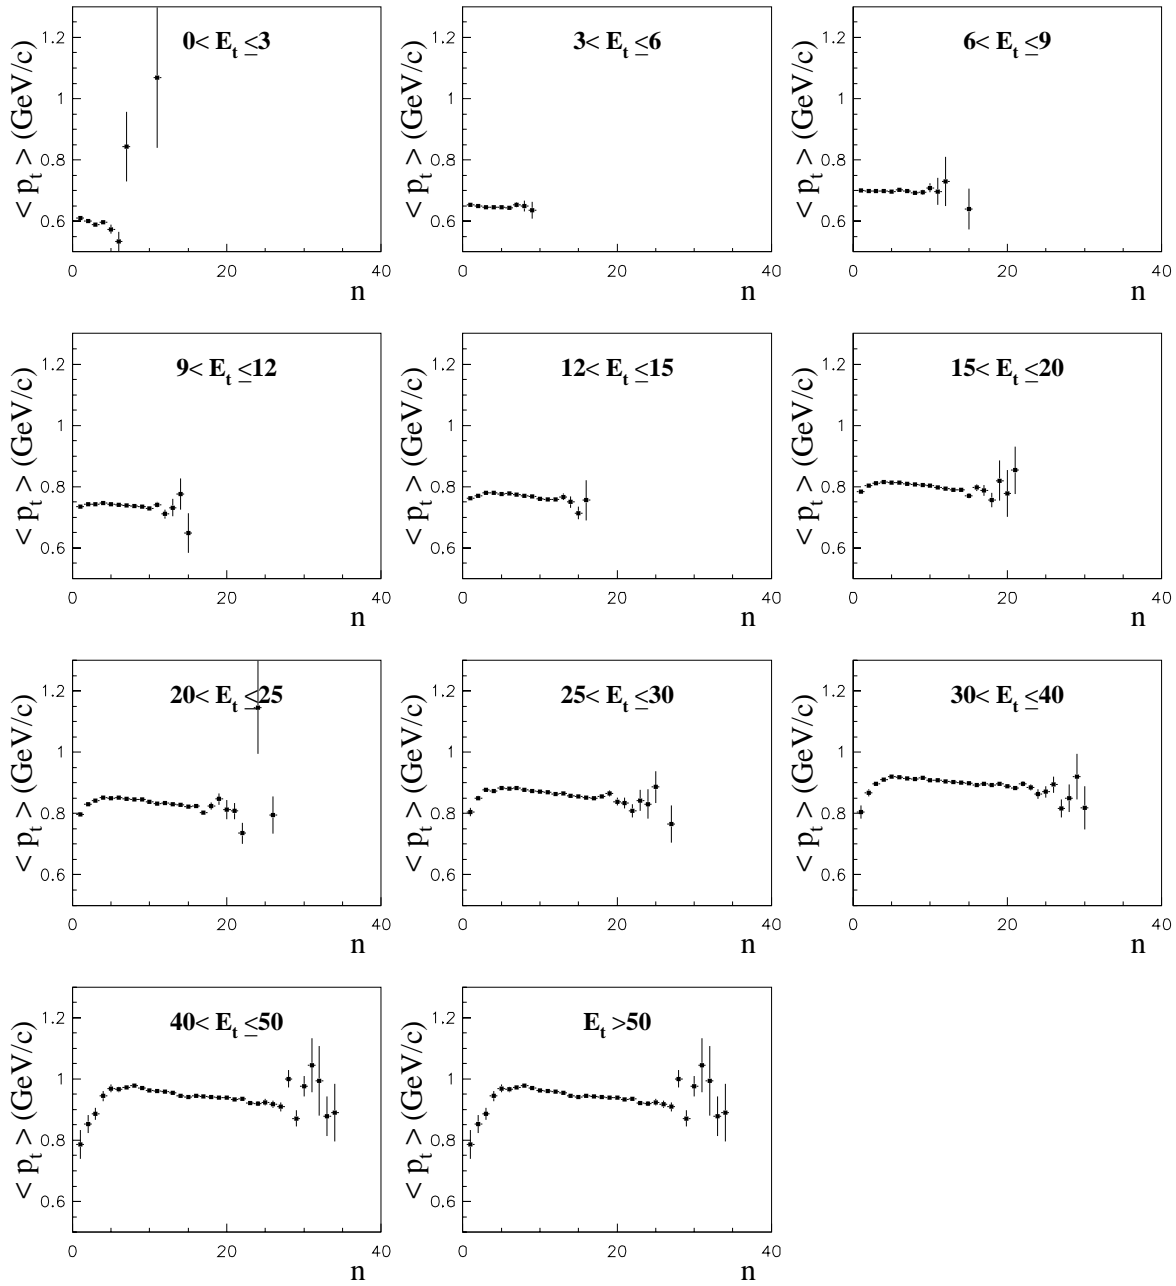 0< E_t ≤3
3< E_t ≤6
6< E_t ≤9
< p_t > (GeV/c)
1.2
1
0.8
0.6
0
20
40
n
< p_t > (GeV/c)
1.2
1
0.8
0.6
0
20
40
n
< p_t > (GeV/c)
1.2
1
0.8
0.6
0
20
40
n
9< E_t ≤12
12< E_t ≤15
15< E_t ≤20
< p_t > (GeV/c)
1.2
1
0.8
0.6
0
20
40
n
< p_t > (GeV/c)
1.2
1
0.8
0.6
0
20
40
n
< p_t > (GeV/c)
1.2
1
0.8
0.6
0
20
40
n
20< E_t ≤25
25< E_t ≤30
30< E_t ≤40
< p_t > (GeV/c)
1.2
1
0.8
0.6
0
20
40
n
< p_t > (GeV/c)
1.2
1
0.8
0.6
0
20
40
n
< p_t > (GeV/c)
1.2
1
0.8
0.6
0
20
40
n
40< E_t ≤50
E_t >50
< p_t > (GeV/c)
1.2
1
0.8
0.6
0
20
40
n
< p_t > (GeV/c)
1.2
1
0.8
0.6
0
20
40
n